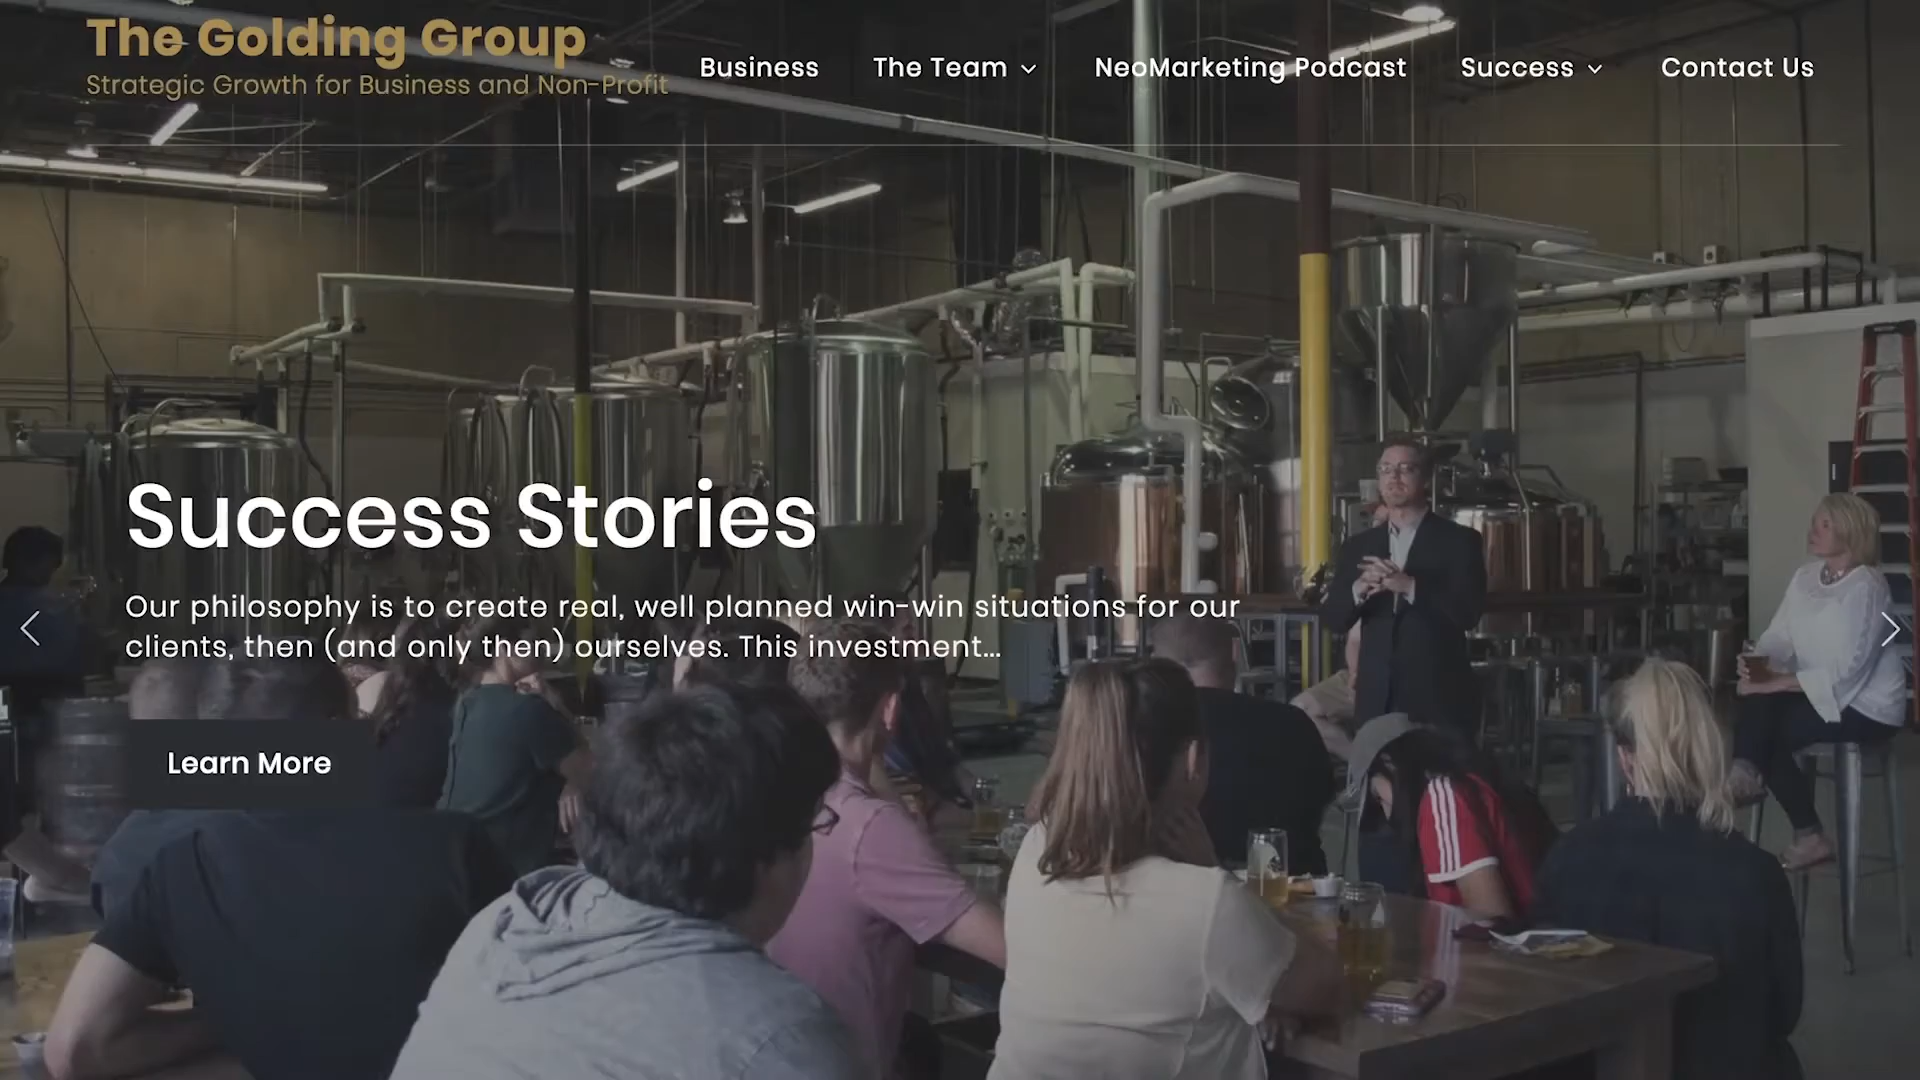 The Golding Group
Strategic Growth for Business and Non-Profit
Business
The Team
NeoMarketing Podcast
Success
Contact Us
Success Stories
Our philosophy is to create real, well planned win-win situations for our
clients, then (and only then) ourselves. This investment...
Learn More